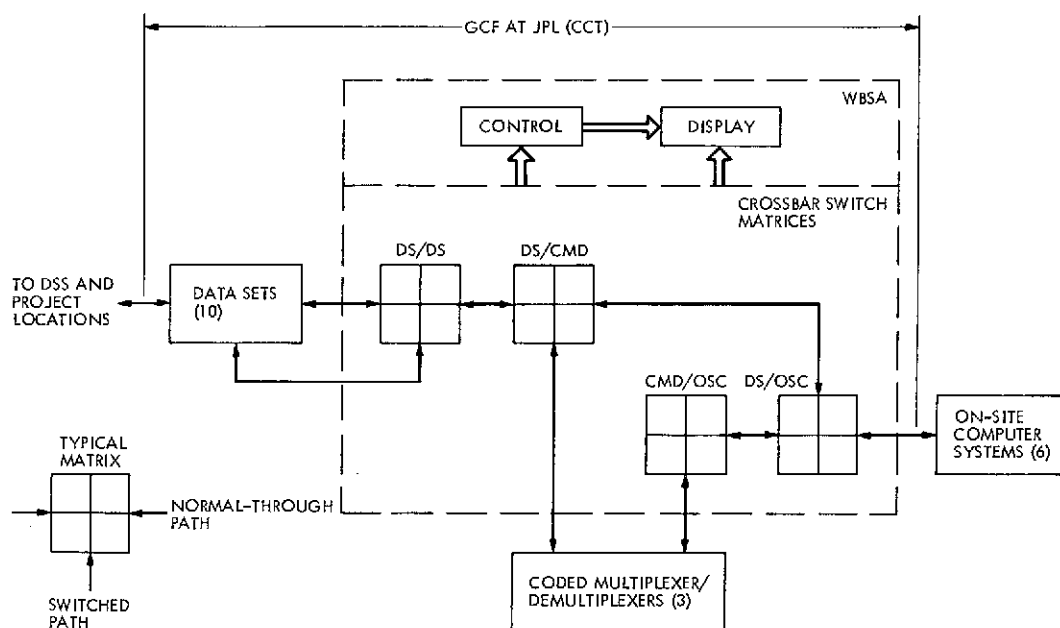 GCF AT JPL (CCT)
WBSA
CONTROL
DISPLAY
CROSSBAR SWITCH
MATRICES
DS/DS
DS/CMD
TO DSS AND
PROJECT
LOCATIONS
DATA SETS
(10)
CMD/OSC
DS/OSC
ON-SITE
COMPUTER
SYSTEMS (6)
TYPICAL
MATRIX
NORMAL-THROUGH
PATH
SWITCHED
PATH
CODED MULTIPLEXER/
DEMULTIPLEXERS (3)